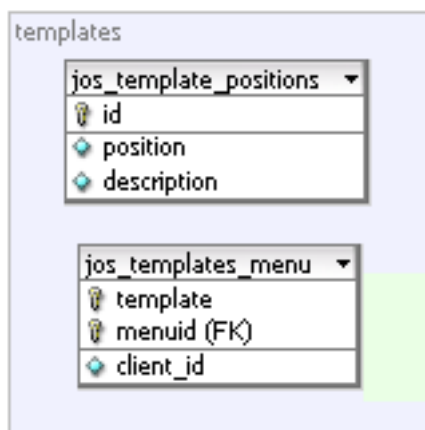 templates
jos_template_positions
id
position
description
jos_templates_menu
template
menuid (FK)
client_id